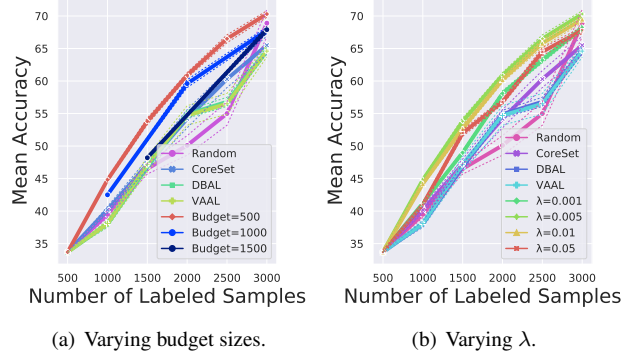 70
65
60
55
50
45
40
35
Mean Accuracy
Random
CoreSet
DBAL
VAAL
Budget=500
Budget=1000
Budget=1500
500 1000 1500 2000 2500 3000
Number of Labeled Samples
(a) Varying budget sizes.
70
65
60
55
50
45
40
35
Mean Accuracy
Random
CoreSet
DBAL
VAAL
λ=0.001
λ=0.005
λ=0.01
λ=0.05
500 1000 1500 2000 2500 3000
Number of Labeled Samples
(b) Varying λ.